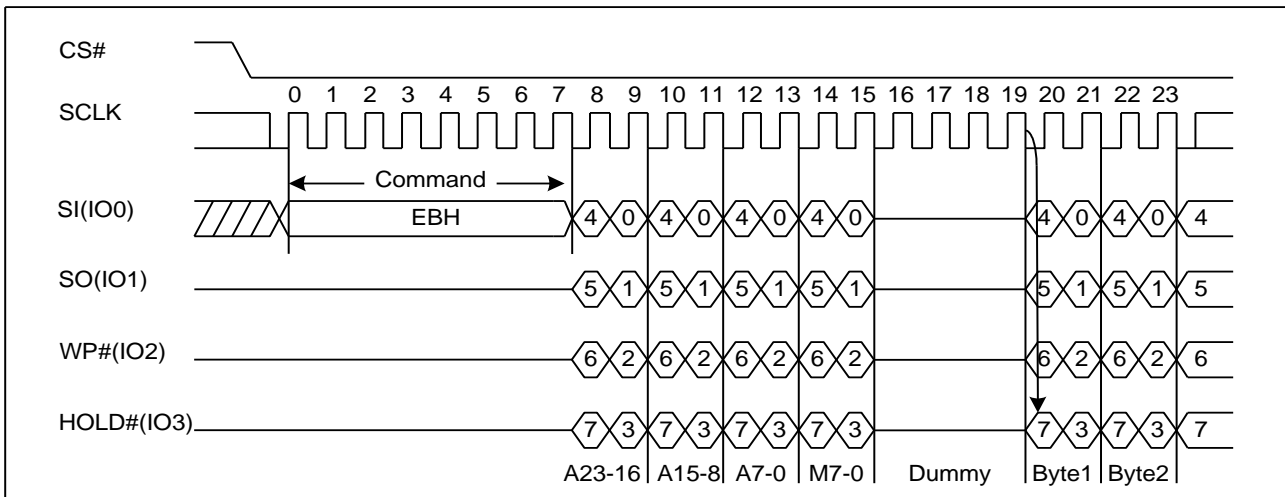 CS#
0 1 2 3 4 5 6 7 8 9 10 11 12 13 14 15 16 17 18 19 20 21 22 23
SCLK
Command
SI(IO0) EBH 4 0 4 0 4 0 4 0 4 0 4 0 4
SO(IO1) 5 1 5 1 5 1 5 1 5 1 5 1 5
WP#(IO2) 6 2 6 2 6 2 6 2 6 2 6 2 6
HOLD#(IO3) 7 3 7 3 7 3 7 3 7 3 7 3 7
A23-16 A15-8 A7-0 M7-0 Dummy Byte1 Byte2